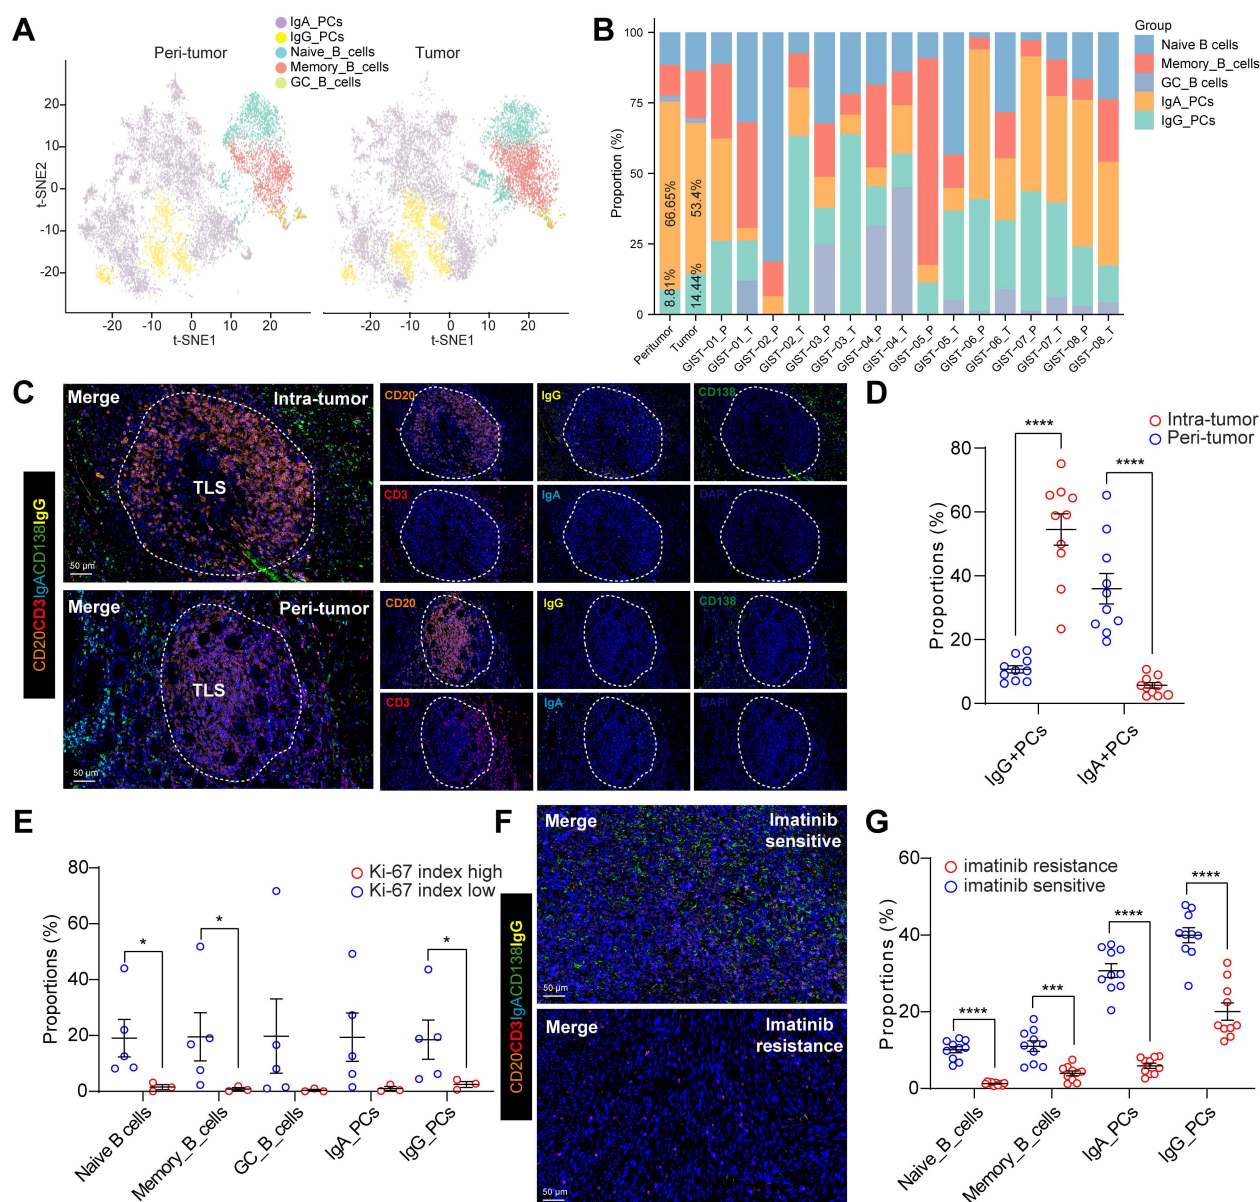 A
Peri-tumor
Tumor
IgA_PCs
IgG_PCs
Naive_B_cells
Memory_B_cells
GC_B_cells
t-SNE2
20
10
0
-10
-20
-20
-10
0
10
20
-20
-10
0
10
20
t-SNE1
t-SNE1
B
Proportion (%)
100
75
50
25
0
66.65%
53.4%
8.81%
14.44%
Peritumor
Tumor
GIST-01_P
GIST-01_T
GIST-02_P
GIST-02_T
GIST-03_P
GIST-03_T
GIST-04_P
GIST-04_T
GIST-05_P
GIST-05_T
GIST-06_P
GIST-06_T
GIST-07_P
GIST-07_T
GIST-08_P
GIST-08_T
Group
Naive B cells
Memory_B_cells
GC_B cells
IgA_PCs
IgG_PCs
C
CD20CD3IgACD138IgG
Merge
Intra-tumor
TLS
50 µm
CD20
IgG
CD138
CD3
IgA
DAPI
Merge
Peri-tumor
TLS
50 µm
CD20
IgG
CD138
CD3
IgA
DAPI
D
Intra-tumor
Peri-tumor
Proportions (%)
80
60
40
20
0
****
****
IgG+PCs
IgA+PCs
E
Ki-67 index high
Ki-67 index low
Proportions (%)
80
60
40
20
0
*
*
*
Naive B cells
Memory_B_cells
GC_B_cells
IgA_PCs
IgG_PCs
F
CD20CD3IgACD138IgG
Merge
Imatinib
sensitive
50 µm
Merge
Imatinib
resistance
50 µm
G
imatinib resistance
imatinib sensitive
Proportions (%)
60
40
20
0
****
***
****
****
Naive_B_cells
Memory_B_cells
IgA_PCs
IgG_PCs